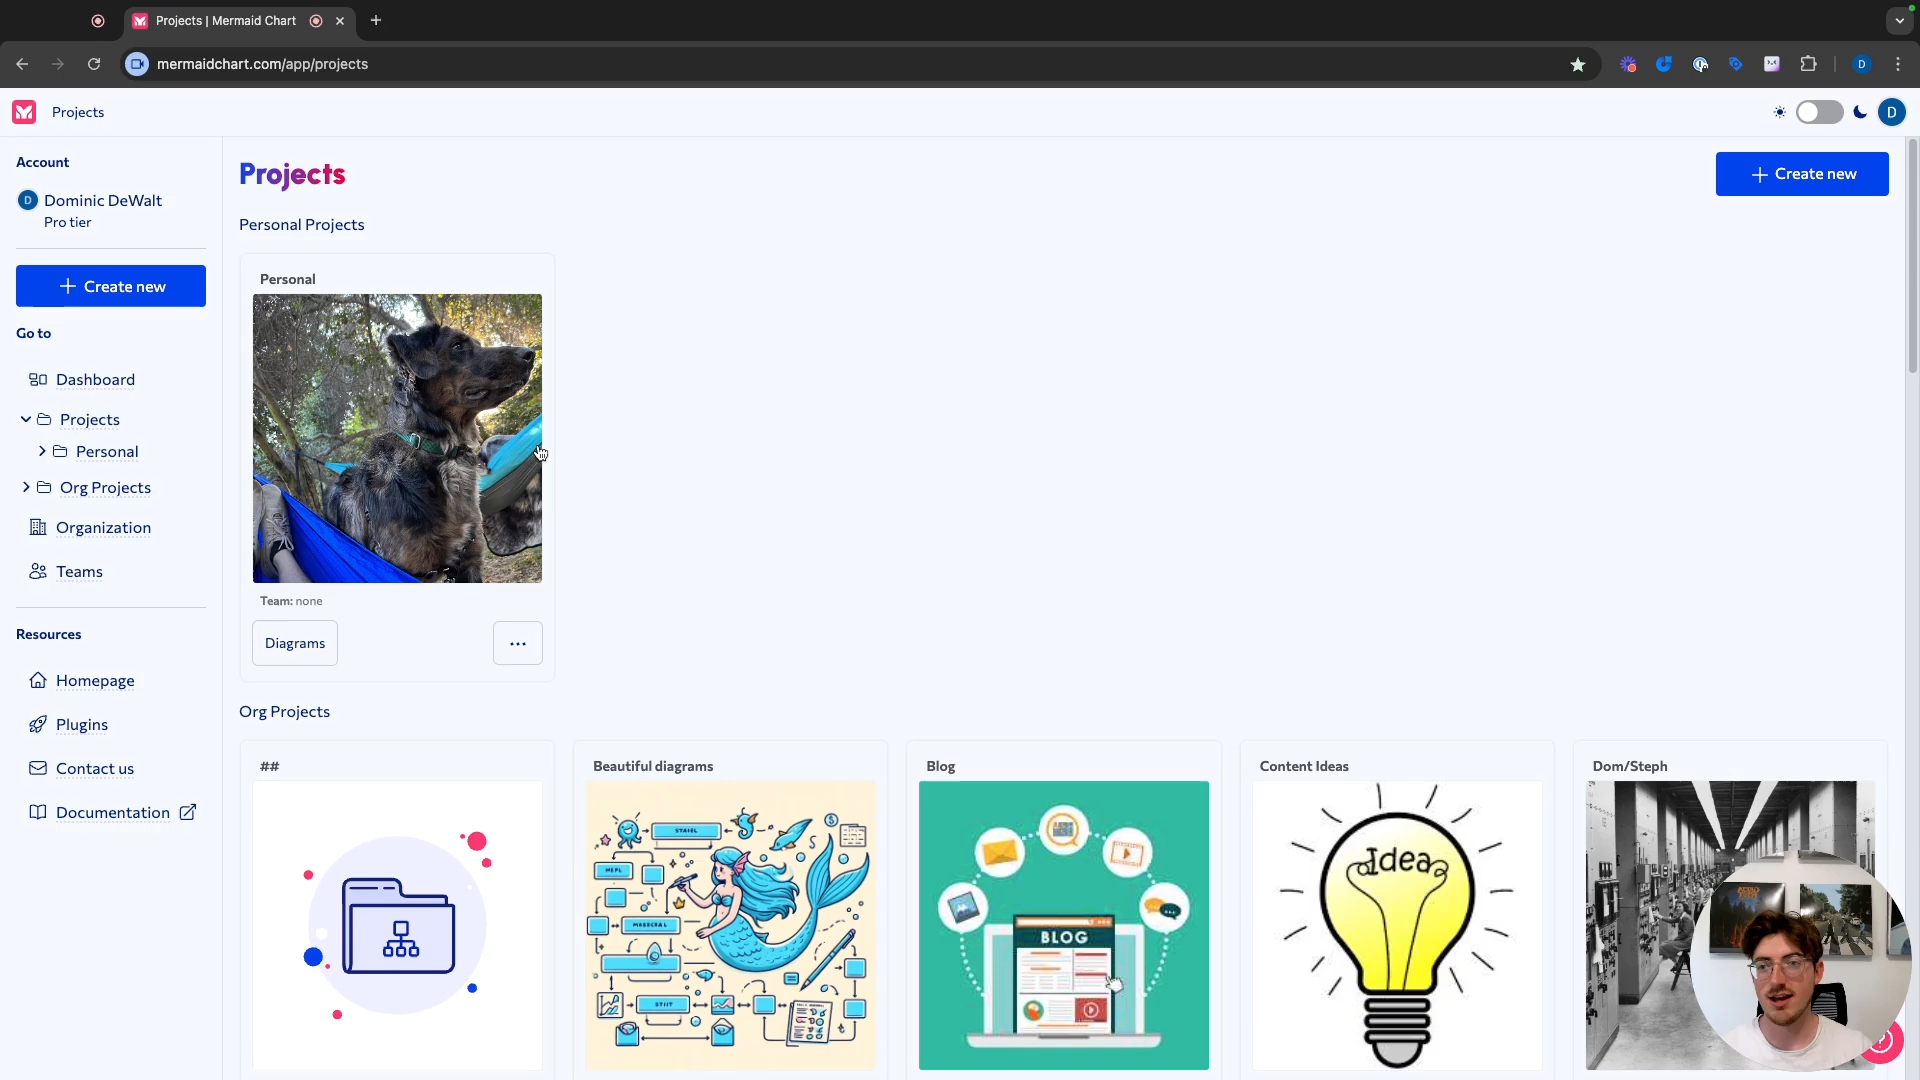 Projects | Mermaid Chart
mermaidchart.com/app/projects
D
Projects
D
Account
D Dominic DeWalt
Pro tier
Create new
Go to
Dashboard
Projects
Personal
Org Projects
Organization
Teams
Resources
Homepage
Plugins
Contact us
Documentation
Projects
Create new
Personal Projects
Personal
Team: none
Diagrams
Org Projects
##
Beautiful diagrams
Blog
BLOG
Content Ideas
Idea
Dom/Steph